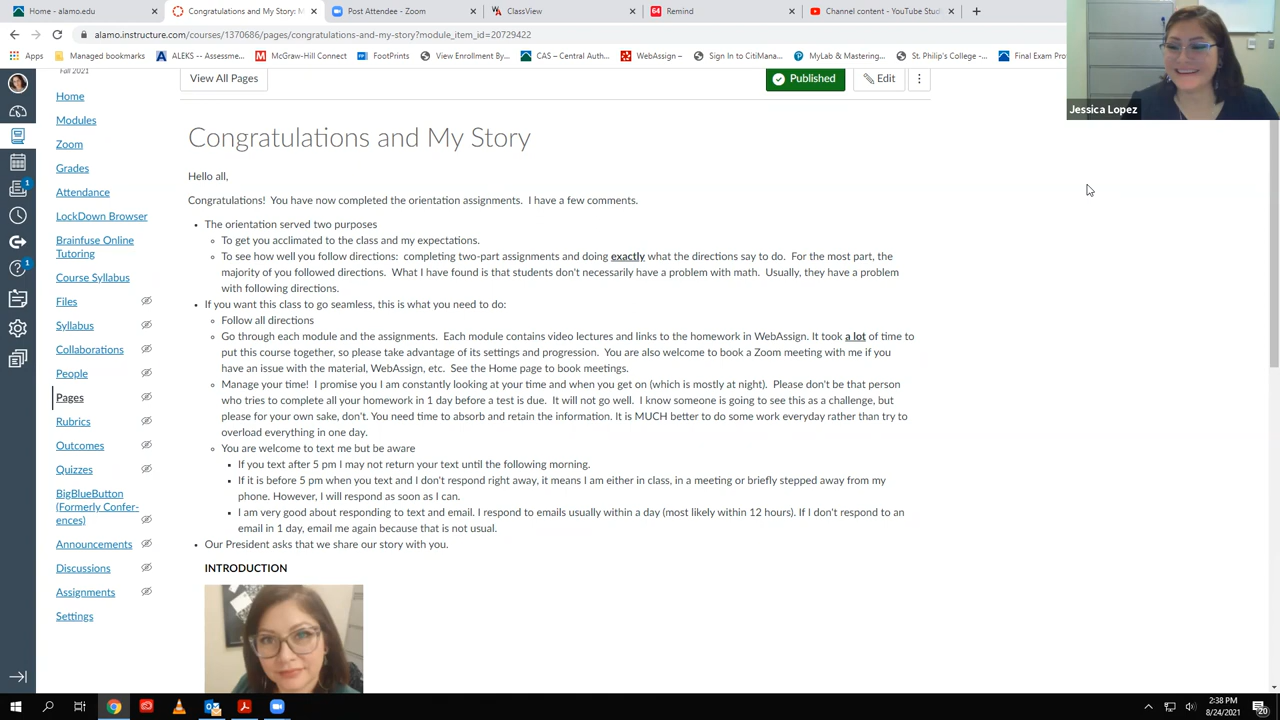 Home - alamo.edu
Congratulations and My Story: M
Post Attendee - Zoom
ClassView
Remind
Channel content - YouTube Stud
alamo.instructure.com/courses/1370686/pages/congratulations-and-my-story?module_item_id=20729422
Apps
Managed bookmarks
ALEKS -- Assessme...
McGraw-Hill Connect
FootPrints
View Enrollment By...
CAS – Central Auth...
WebAssign –
Sign In to CitiMana...
MyLab & Mastering...
St. Philip's College -...
Final Exam Pro
Jessica Lopez
Fall 2021
Home
Modules
Zoom
Grades
Attendance
LockDown Browser
Brainfuse Online
Tutoring
Course Syllabus
Files
Syllabus
Collaborations
People
Pages
Rubrics
Outcomes
Quizzes
BigBlueButton
(Formerly Confer-
ences)
Announcements
Discussions
Assignments
Settings
1
1
View All Pages
Published
Edit
Congratulations and My Story
Hello all,
Congratulations! You have now completed the orientation assignments. I have a few comments.
• The orientation served two purposes
◦ To get you acclimated to the class and my expectations.
◦ To see how well you follow directions: completing two-part assignments and doing exactly what the directions say to do. For the most part, the
majority of you followed directions. What I have found is that students don't necessarily have a problem with math. Usually, they have a problem
with following directions.
• If you want this class to go seamless, this is what you need to do:
◦ Follow all directions
◦ Go through each module and the assignments. Each module contains video lectures and links to the homework in WebAssign. It took a lot of time to
put this course together, so please take advantage of its settings and progression. You are also welcome to book a Zoom meeting with me if you
have an issue with the material, WebAssign, etc. See the Home page to book meetings.
◦ Manage your time! I promise you I am constantly looking at your time and when you get on (which is mostly at night). Please don't be that person
who tries to complete all your homework in 1 day before a test is due. It will not go well. I know someone is going to see this as a challenge, but
please for your own sake, don't. You need time to absorb and retain the information. It is MUCH better to do some work everyday rather than try to
overload everything in one day.
◦ You are welcome to text me but be aware
▪ If you text after 5 pm I may not return your text until the following morning.
▪ If it is before 5 pm when you text and I don't respond right away, it means I am either in class, in a meeting or briefly stepped away from my
phone. However, I will respond as soon as I can.
▪ I am very good about responding to text and email. I respond to emails usually within a day (most likely within 12 hours). If I don't respond to an
email in 1 day, email me again because that is not usual.
• Our President asks that we share our story with you.
INTRODUCTION
2:38 PM
8/24/2021
20